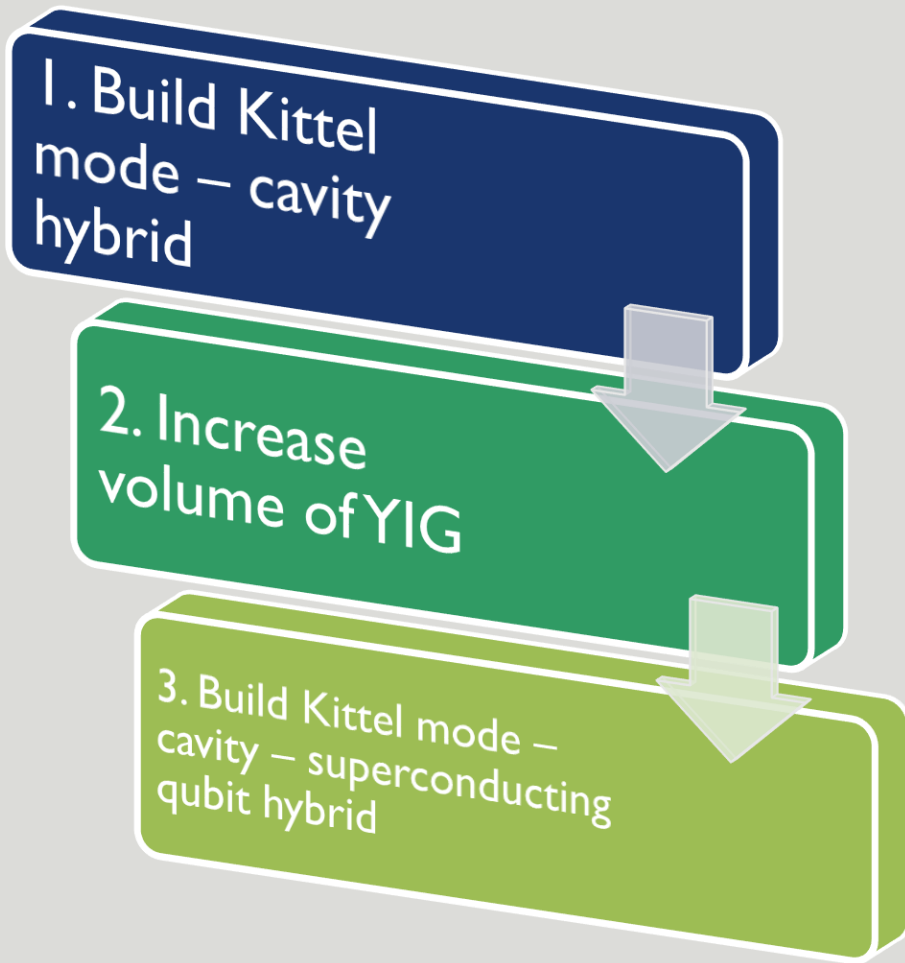 1. Build Kittel
mode – cavity
hybrid
2. Increase
volume of YIG
3. Build Kittel mode –
cavity – superconducting
qubit hybrid